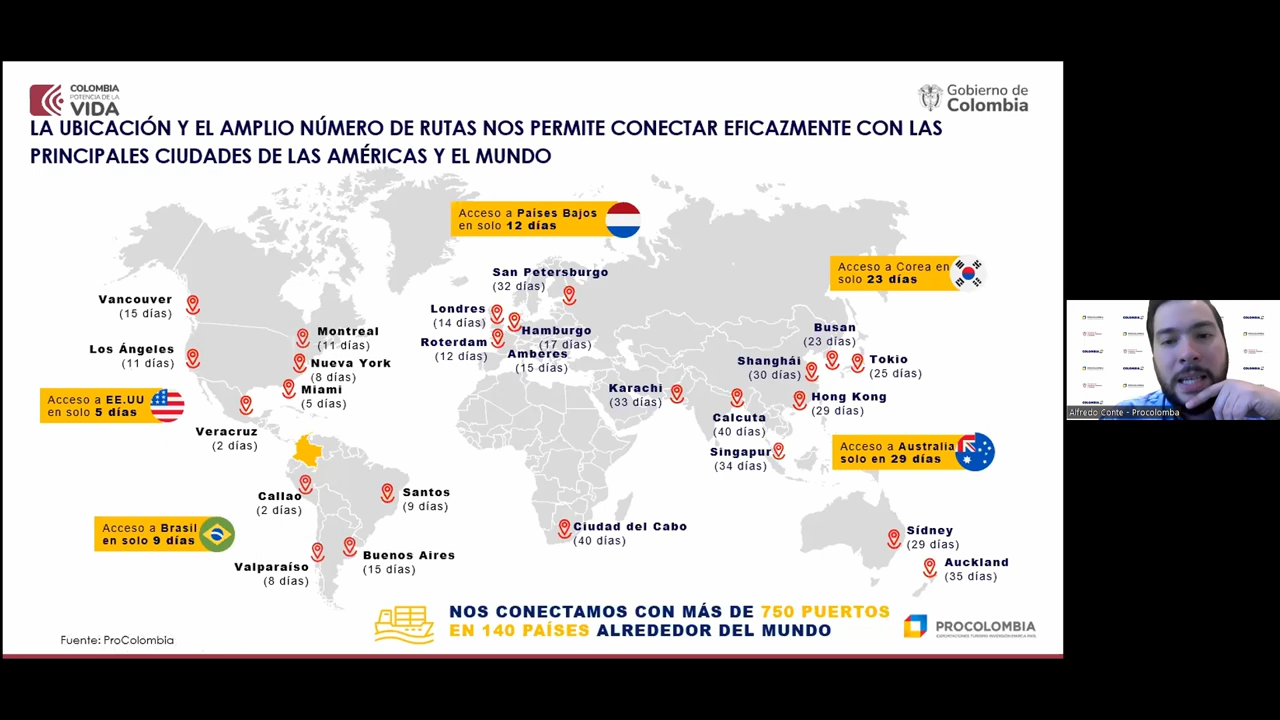 COLOMBIA
POTENCIA DE LA
VIDA
Gobierno de
Colombia
LA UBICACIÓN Y EL AMPLIO NÚMERO DE RUTAS NOS PERMITE CONECTAR EFICAZMENTE CON LAS
PRINCIPALES CIUDADES DE LAS AMÉRICAS Y EL MUNDO
Acceso a Países Bajos
en solo 12 días
Acceso a Corea en
solo 23 días
San Petersburgo
(32 días)
Vancouver
(15 días)
Montreal
(11 días)
Londres
(14 días)
Hamburgo
(17 días)
Roterdam
(12 días)
Amberes
(15 días)
Busan
(23 días)
Los Ángeles
(11 días)
Nueva York
(8 días)
Miami
(5 días)
Shanghái
(30 días)
Tokio
(25 días)
Karachi
(33 días)
Hong Kong
(29 días)
Calcuta
(40 días)
Acceso a EE.UU
en solo 5 días
Veracruz
(2 días)
Singapur
(34 días)
Acceso a Australia
solo en 29 días
Callao
(2 días)
Santos
(9 días)
Acceso a Brasil
en solo 9 días
Ciudad del Cabo
(40 días)
Sídney
(29 días)
Valparaíso
(8 días)
Buenos Aires
(15 días)
Auckland
(35 días)
NOS CONECTAMOS CON MÁS DE 750 PUERTOS
EN 140 PAÍSES ALREDEDOR DEL MUNDO
Fuente: ProColombia
PROCOLOMBIA
EXPORTACIONES TURISMO INVERSIÓN MARCA PAÍS
Alfredo Conte - Procolomba